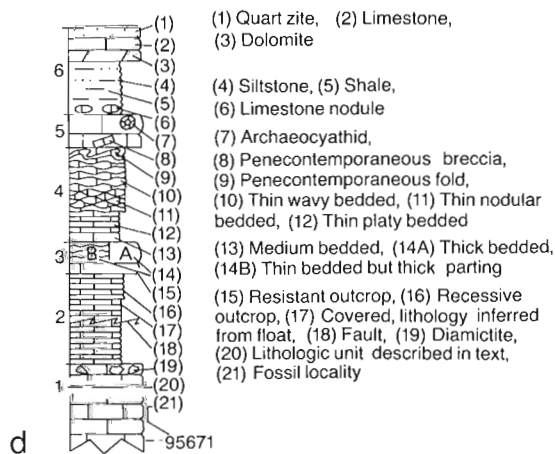 (1) (1) Quart zite, (2) Limestone,
(2) (3) Dolomite
(3)
6 (4) (4) Siltstone, (5) Shale,
(5) (6) Limestone nodule
(6)
5 (7) (7) Archaeocyathid,
(8) (8) Penecontemporaneous breccia,
(9) (9) Penecontemporaneous fold,
4 (10) (10) Thin wavy bedded, (11) Thin nodular
(11) bedded, (12) Thin platy bedded
(12)
(13) (13) Medium bedded, (14A) Thick bedded,
3 B A (14) (14B) Thin bedded but thick parting
(15) (15) Resistant outcrop, (16) Recessive
2 (16) outcrop, (17) Covered, lithology inferred
(17) from float, (18) Fault, (19) Diamictite,
(18) (20) Lithologic unit described in text,
(19) (21) Fossil locality
1 (20)
(21)
d 95671